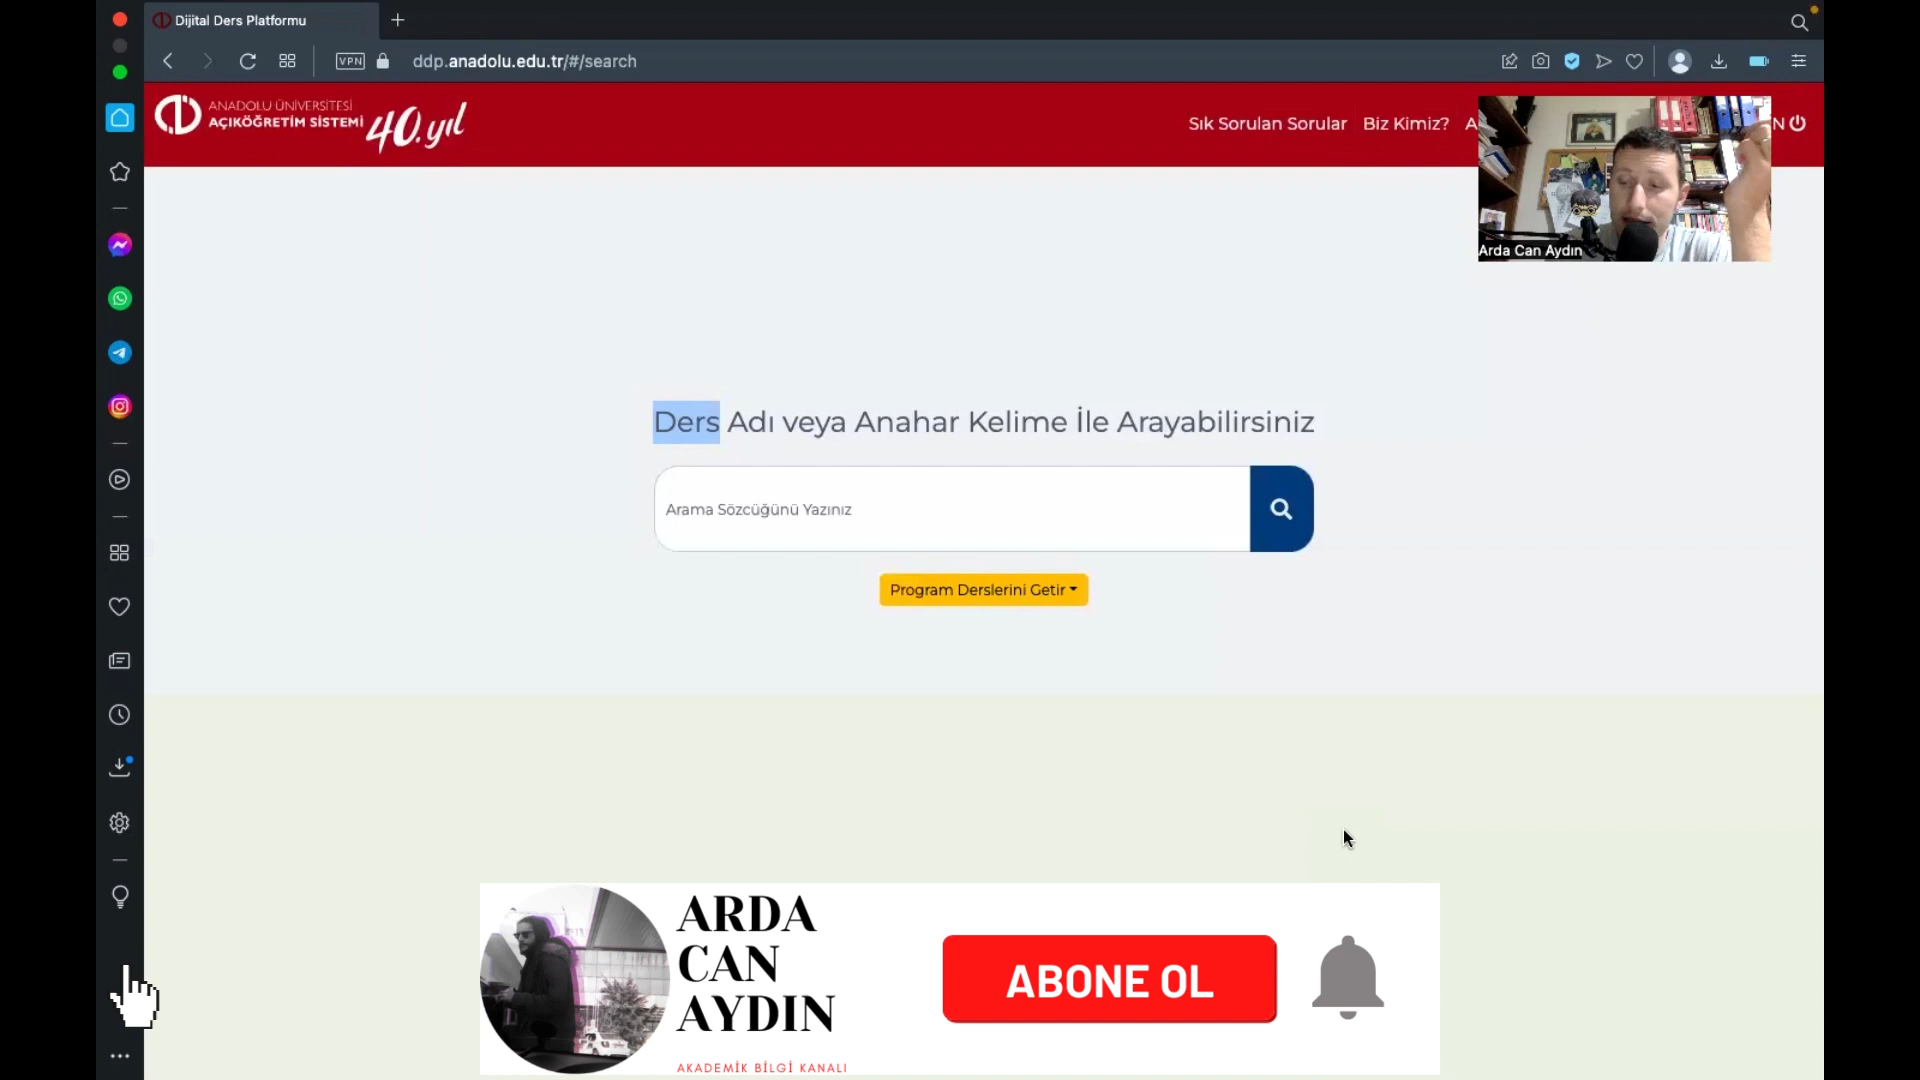 Dijital Ders Platformu
VPN
ddp.anadolu.edu.tr/#/search
ANADOLU ÜNİVERSİTESİ
AÇIKÖĞRETİM SİSTEMİ
40.yıl
Sık Sorulan Sorular
Biz Kimiz?
A
N
Arda Can Aydın
Ders Adı veya Anahar Kelime İle Arayabilirsiniz
Arama Sözcüğünü Yazınız
Program Derslerini Getir
ARDA
CAN
AYDIN
AKADEMİK BİLGİ KANALI
ABONE OL